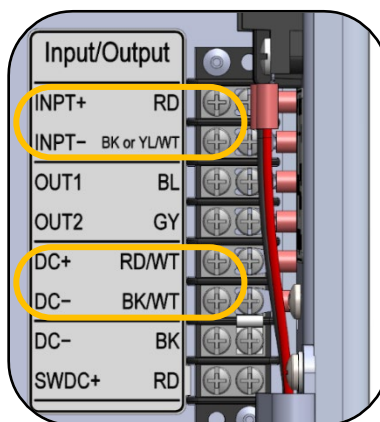 Input/Output
INPT+ RD
INPT− BK or YL/WT
OUT1 BL
OUT2 GY
DC+ RD/WT
DC− BK/WT
DC− BK
SWDC+ RD